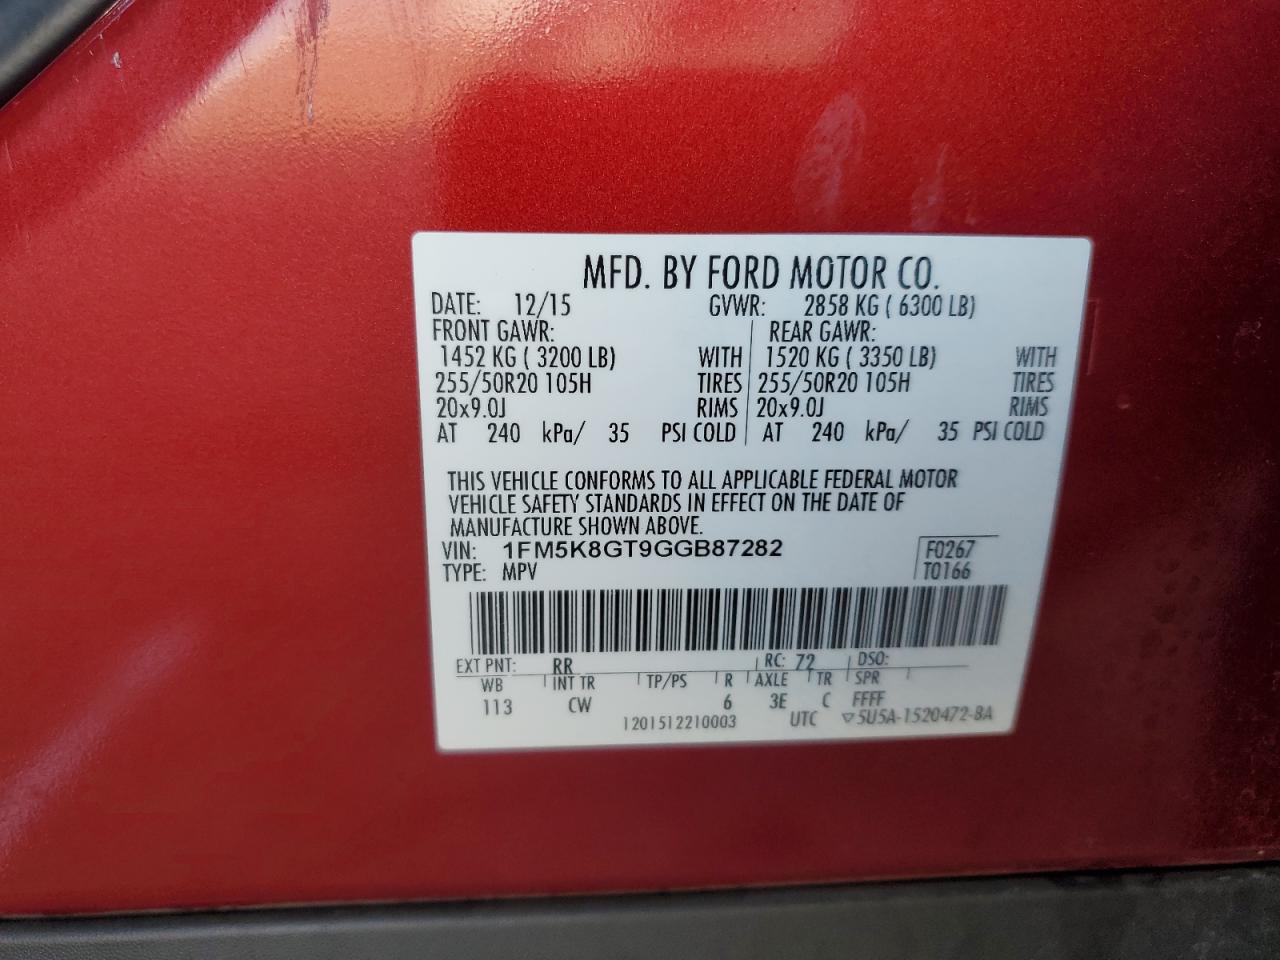 MFD. BY FORD MOTOR CO.
DATE: 12/15 GVWR: 2858 KG ( 6300 LB)
FRONT GAWR: REAR GAWR:
1452 KG ( 3200 LB) WITH 1520 KG ( 3350 LB) WITH
255/50R20 105H TIRES 255/50R20 105H TIRES
20x9.0J RIMS 20x9.0J RIMS
AT 240 kPa/ 35 PSI COLD AT 240 kPa/ 35 PSI COLD
THIS VEHICLE CONFORMS TO ALL APPLICABLE FEDERAL MOTOR
VEHICLE SAFETY STANDARDS IN EFFECT ON THE DATE OF
MANUFACTURE SHOWN ABOVE.
VIN: 1FM5K8GT9GGB87282 F0267
TYPE: MPV T0166
EXT PNT: RR RC: 72 DSO:
WB INT TR TP/PS R AXLE TR SPR
113 CW 6 3E C FFFF
1201512210003 UTC ▽5U5A-1520472-8A